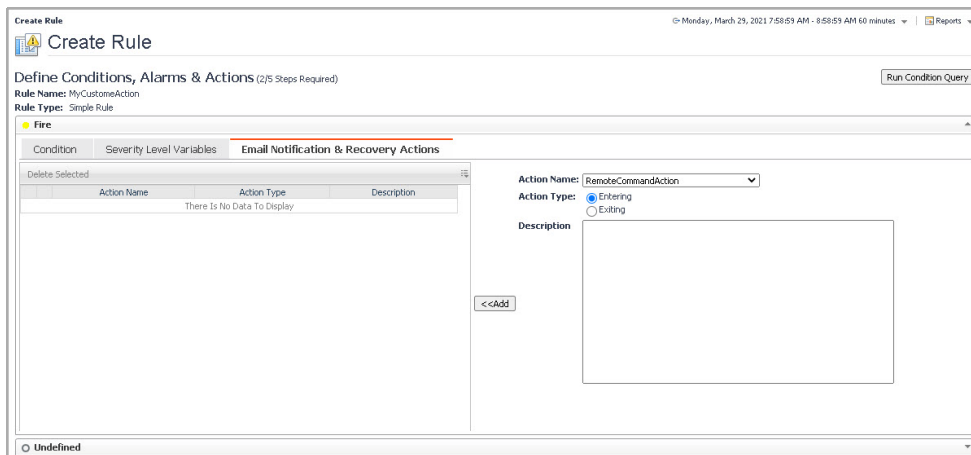 Create Rule
Monday, March 29, 2021 7:58:59 AM - 8:58:59 AM 60 minutes
Reports
Create Rule
Define Conditions, Alarms & Actions (2/5 Steps Required)
Run Condition Query
Rule Name: MyCustomeAction
Rule Type: Simple Rule
Fire
Condition
Severity Level Variables
Email Notification & Recovery Actions
Delete Selected
Action Name
Action Type
Description
There Is No Data To Display
Action Name: RemoteCommandAction
Action Type: Entering
Exiting
Description
<<Add
Undefined